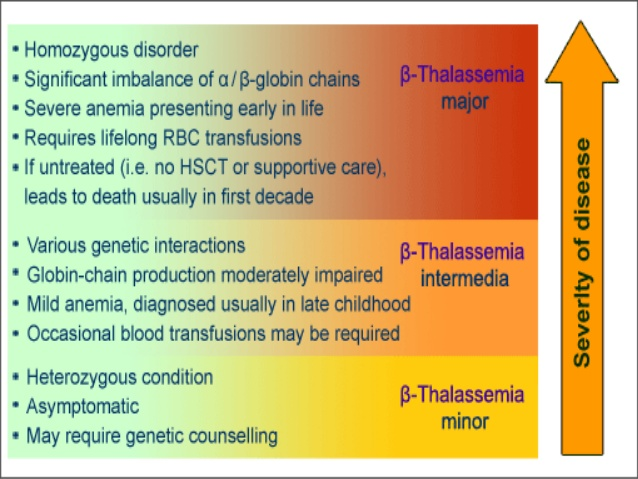 • Homozygous disorder
• Significant imbalance of α/β-globin chains
• Severe anemia presenting early in life
• Requires lifelong RBC transfusions
• If untreated (i.e. no HSCT or supportive care),
leads to death usually in first decade
β-Thalassemia
major
• Various genetic interactions
• Globin-chain production moderately impaired
• Mild anemia, diagnosed usually in late childhood
• Occasional blood transfusions may be required
β-Thalassemia
intermedia
• Heterozygous condition
• Asymptomatic
• May require genetic counselling
β-Thalassemia
minor
Severity of disease